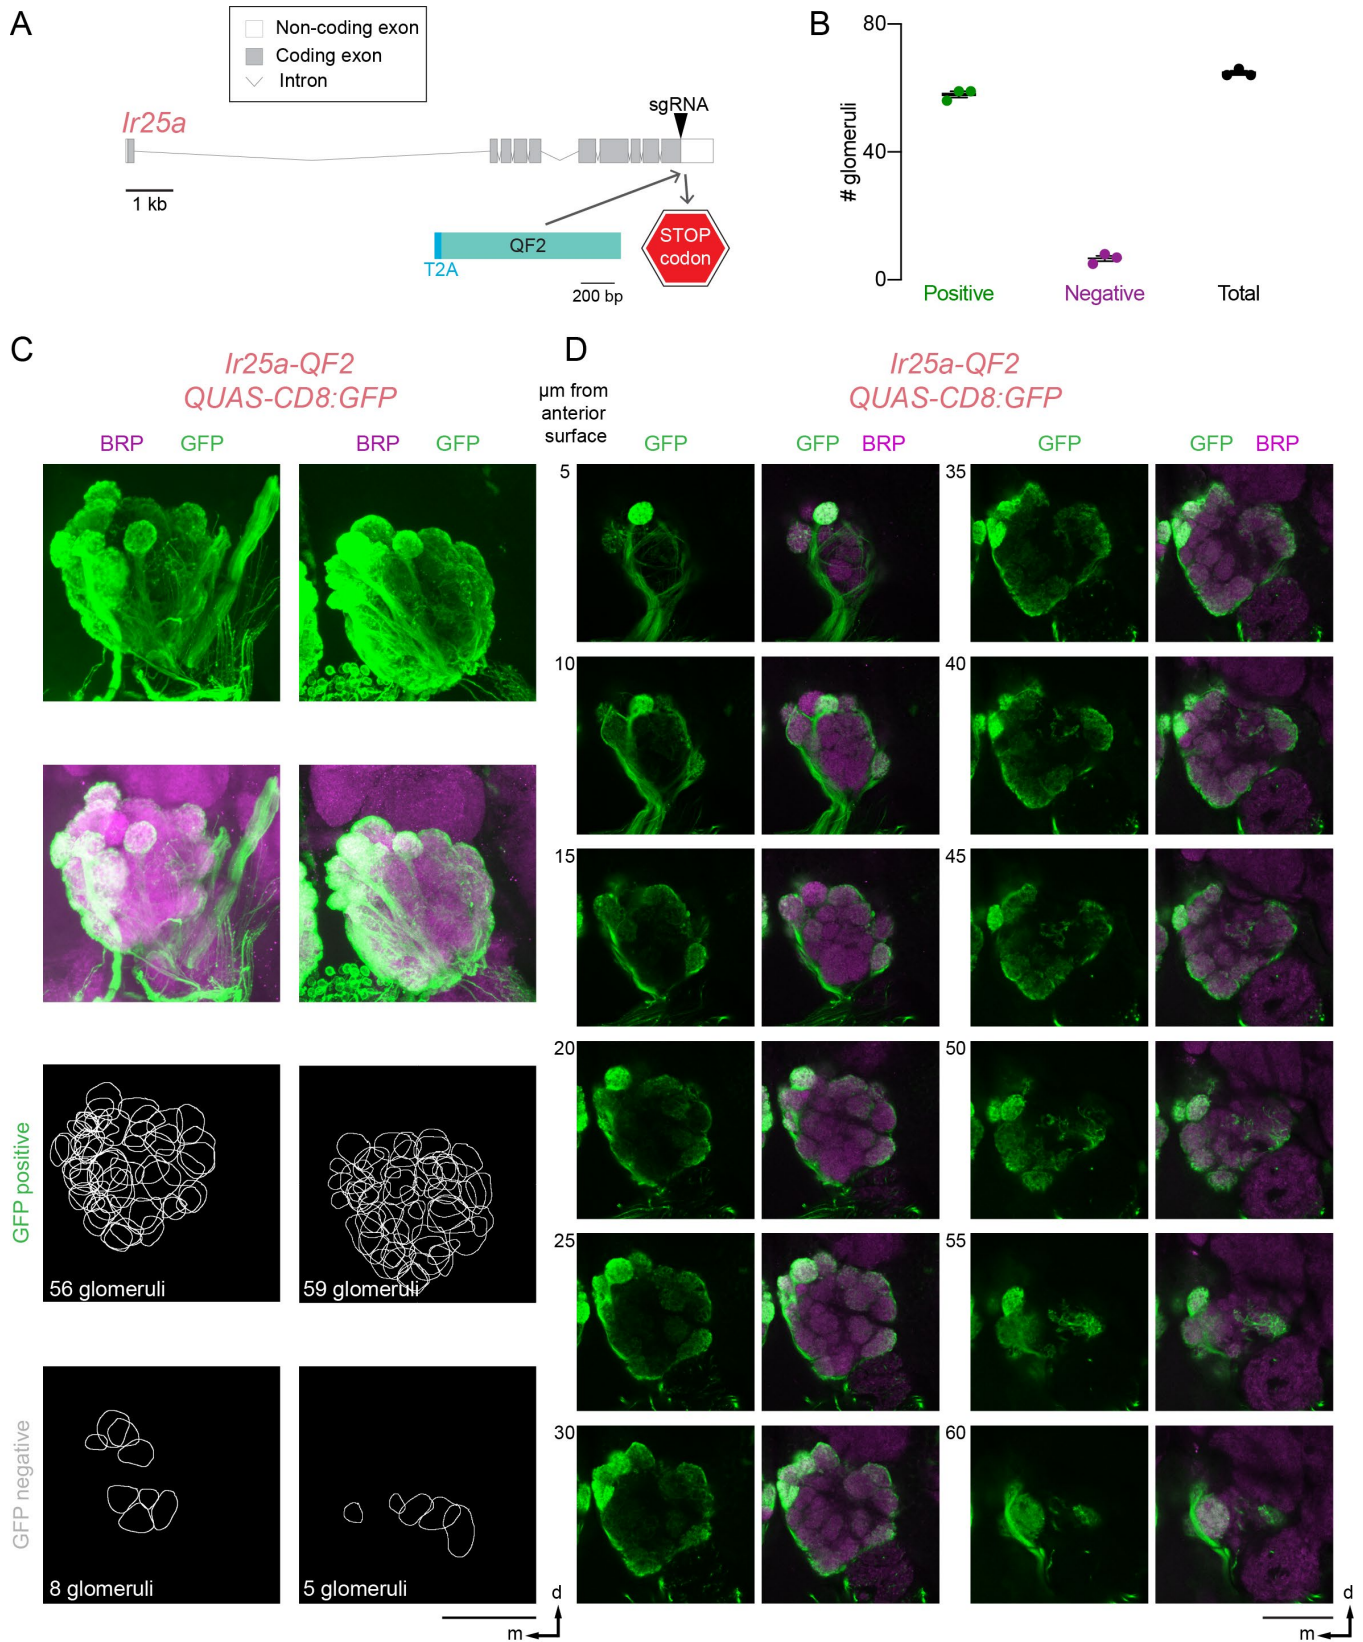 A
Non-coding exon
Coding exon
Intron
Ir25a
sgRNA
1 kb
QF2
T2A
STOP
codon
200 bp
B
80
40
0
# glomeruli
Positive
Negative
Total
C
Ir25a-QF2
QUAS-CD8:GFP
BRP GFP
BRP GFP
GFP positive
56 glomeruli
59 glomeruli
GFP negative
8 glomeruli
5 glomeruli
d
m
D
µm from
anterior
surface
Ir25a-QF2
QUAS-CD8:GFP
GFP
GFP BRP
GFP
GFP BRP
5
35
10
40
15
45
20
50
25
55
30
60
d
m